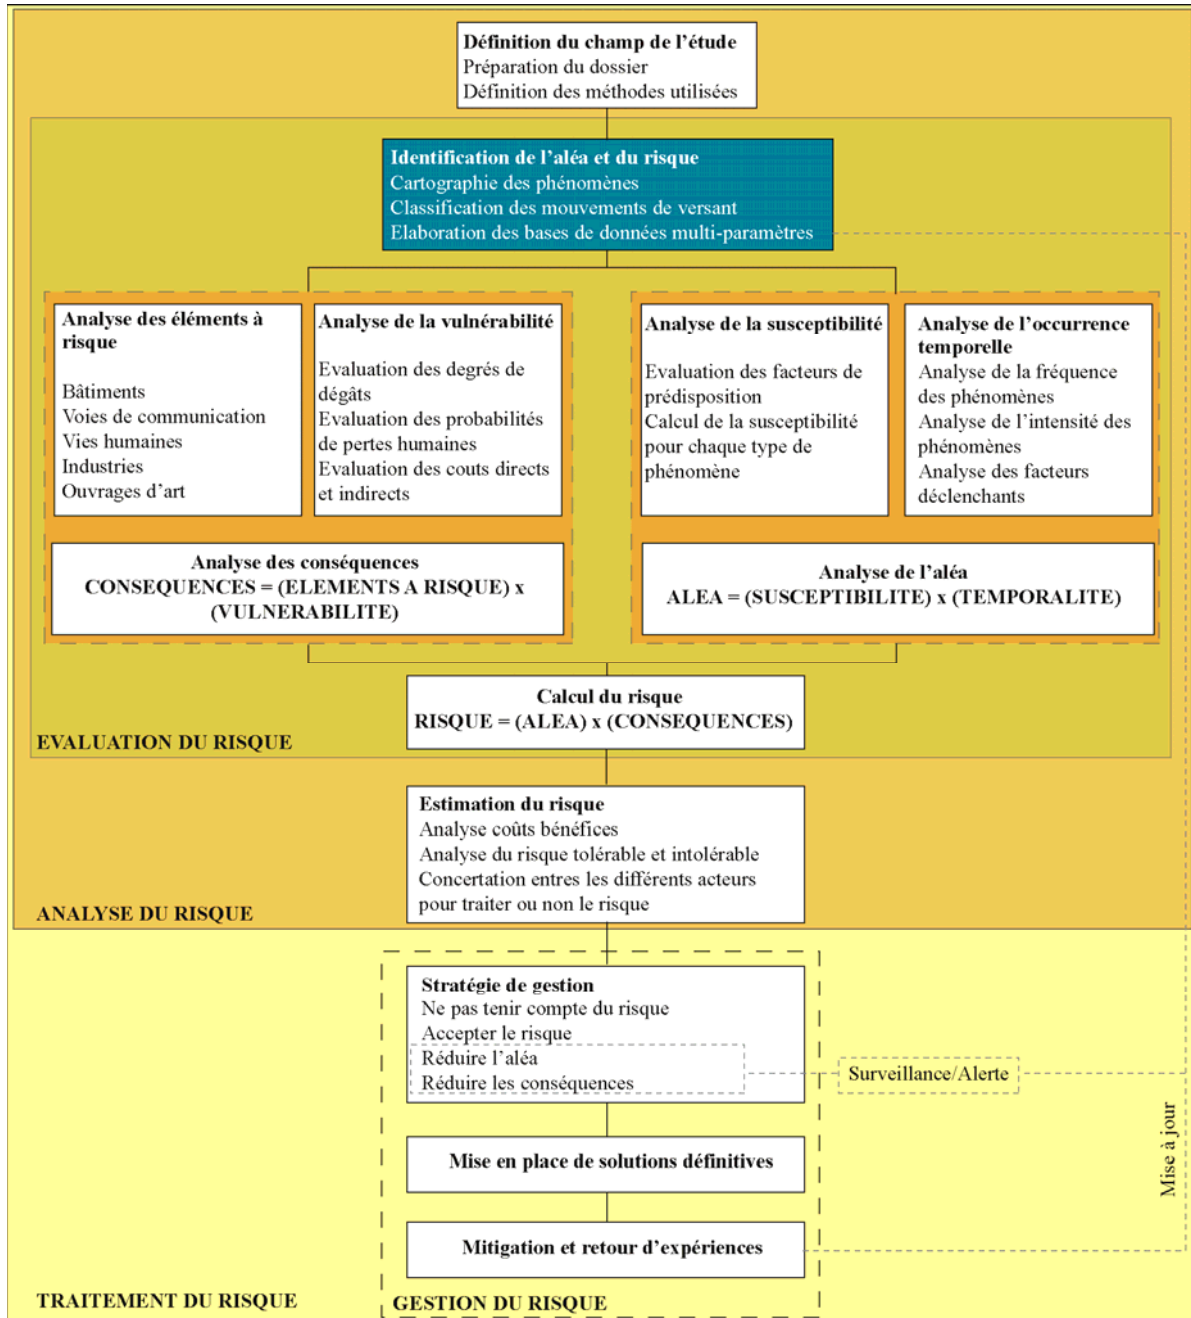 Définition du champ de l'étude
Préparation du dossier
Définition des méthodes utilisées
Identification de l'aléa et du risque
Cartographie des phénomènes
Classification des mouvements de versant
Elaboration des bases de données multi-paramètres
Analyse des éléments à
risque
Bâtiments
Voies de communication
Vies humaines
Industries
Ouvrages d'art
Analyse de la vulnérabilité
Evaluation des degrés de
dégâts
Evaluation des probabilités
de pertes humaines
Evaluation des couts directs
et indirects
Analyse de la susceptibilité
Evaluation des facteurs de
prédisposition
Calcul de la susceptibilité
pour chaque type de
phénomène
Analyse de l'occurrence
temporelle
Analyse de la fréquence
des phénomènes
Analyse de l'intensité des
phénomènes
Analyse des facteurs
déclenchants
Analyse des conséquences
CONSEQUENCES = (ELEMENTS A RISQUE) x
(VULNERABILITE)
Analyse de l'aléa
ALEA = (SUSCEPTIBILITE) x (TEMPORALITE)
Calcul du risque
RISQUE = (ALEA) x (CONSEQUENCES)
EVALUATION DU RISQUE
Estimation du risque
Analyse coûts bénéfices
Analyse du risque tolérable et intolérable
Concertation entres les différents acteurs
pour traiter ou non le risque
ANALYSE DU RISQUE
Stratégie de gestion
Ne pas tenir compte du risque
Accepter le risque
Réduire l'aléa
Réduire les conséquences
Surveillance/Alerte
Mise à jour
Mise en place de solutions définitives
Mitigation et retour d'expériences
TRAITEMENT DU RISQUE
GESTION DU RISQUE